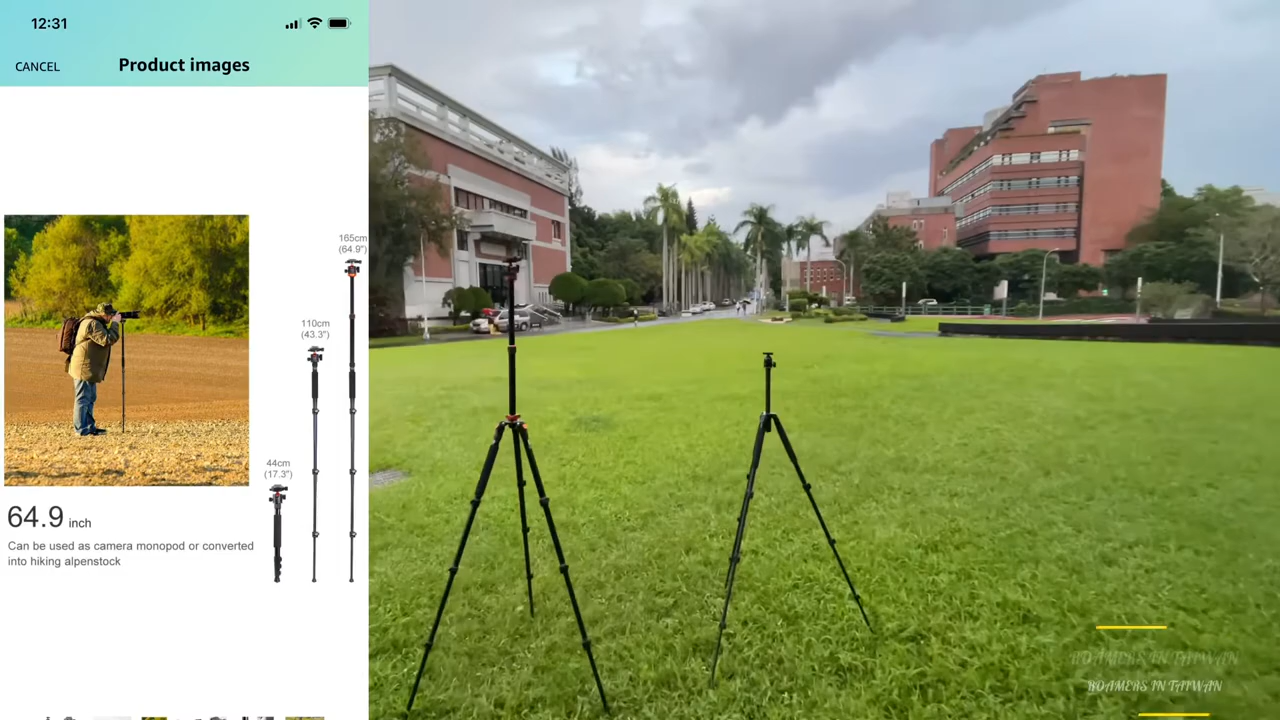 12:31
CANCEL
Product images
165cm
(64.9")
110cm
(43.3")
44cm
(17.3")
64.9 inch
Can be used as camera monopod or converted
into hiking alpenstock
ROAMERS IN TAIWAN
ROAMERS IN TAIWAN